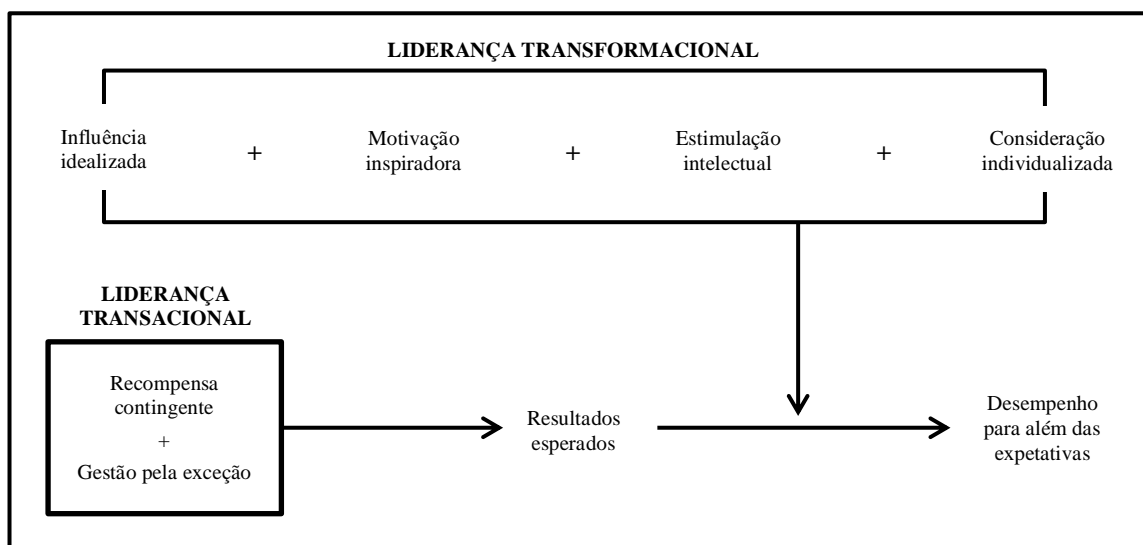 LIDERANÇA TRANSFORMACIONAL
Influência
idealizada
+
Motivação
inspiradora
+
Estimulação
intelectual
+
Consideração
individualizada
LIDERANÇA
TRANSACIONAL
Recompensa
contingente
+
Gestão pela exceção
Resultados
esperados
Desempenho
para além das
expetativas